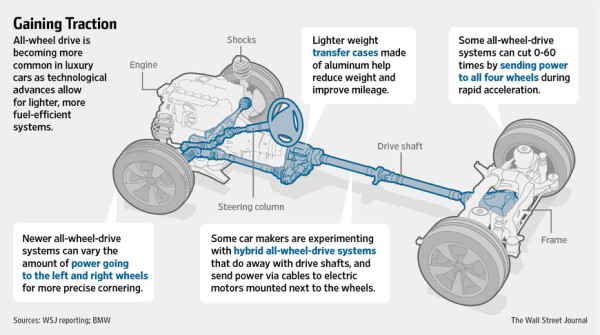 Gaining Traction
All-wheel drive is
becoming more
common in luxury
cars as technological
advances allow
for lighter, more
fuel-efficient
systems.
Shocks
Engine
Lighter weight
transfer cases made
of aluminum help
reduce weight and
improve mileage.
Some all-wheel-drive
systems can cut 0-60
times by sending power
to all four wheels during
rapid acceleration.
Drive shaft
Steering column
Frame
Newer all-wheel-drive
systems can vary the
amount of power going
to the left and right wheels
for more precise cornering.
Some car makers are experimenting
with hybrid all-wheel-drive systems
that do away with drive shafts, and
send power via cables to electric
motors mounted next to the wheels.
Sources: WSJ reporting; BMW
The Wall Street Journal